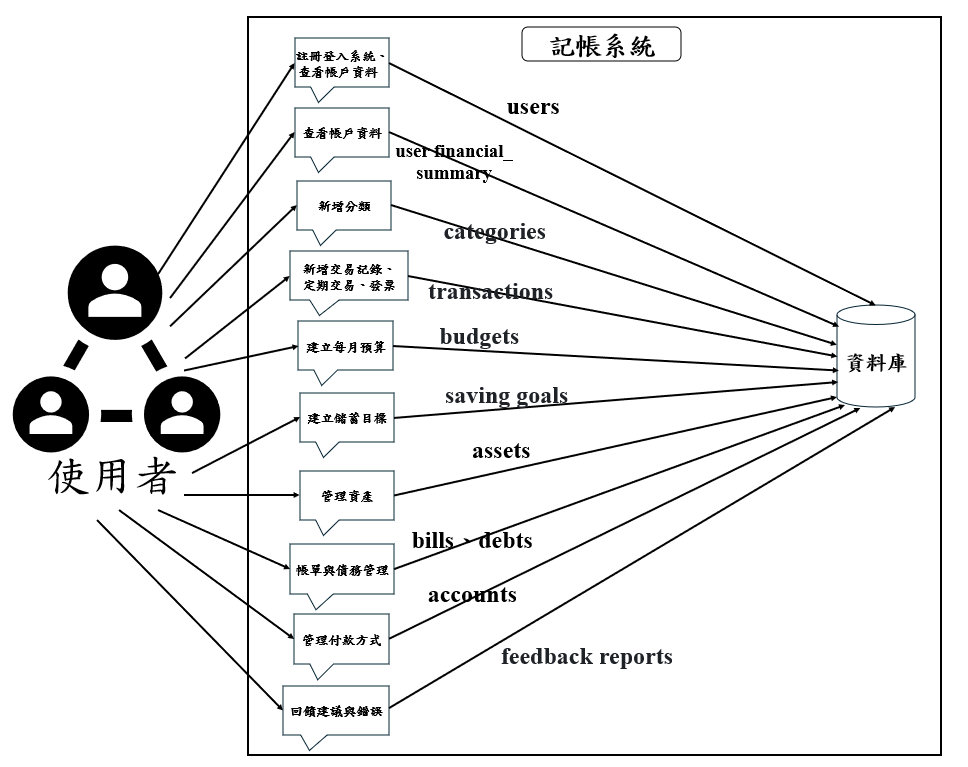 記帳系統
註冊登入系統、
查看帳戶資料
users
查看帳戶資料
user financial_
summary
新增分類
categories
新增交易記錄、
定期交易、發票
transactions
建立每月預算
budgets
資料庫
建立儲蓄目標
saving goals
使用者
管理資產
assets
帳單與債務管理
bills、debts
管理付款方式
accounts
回饋建議與錯誤
feedback reports